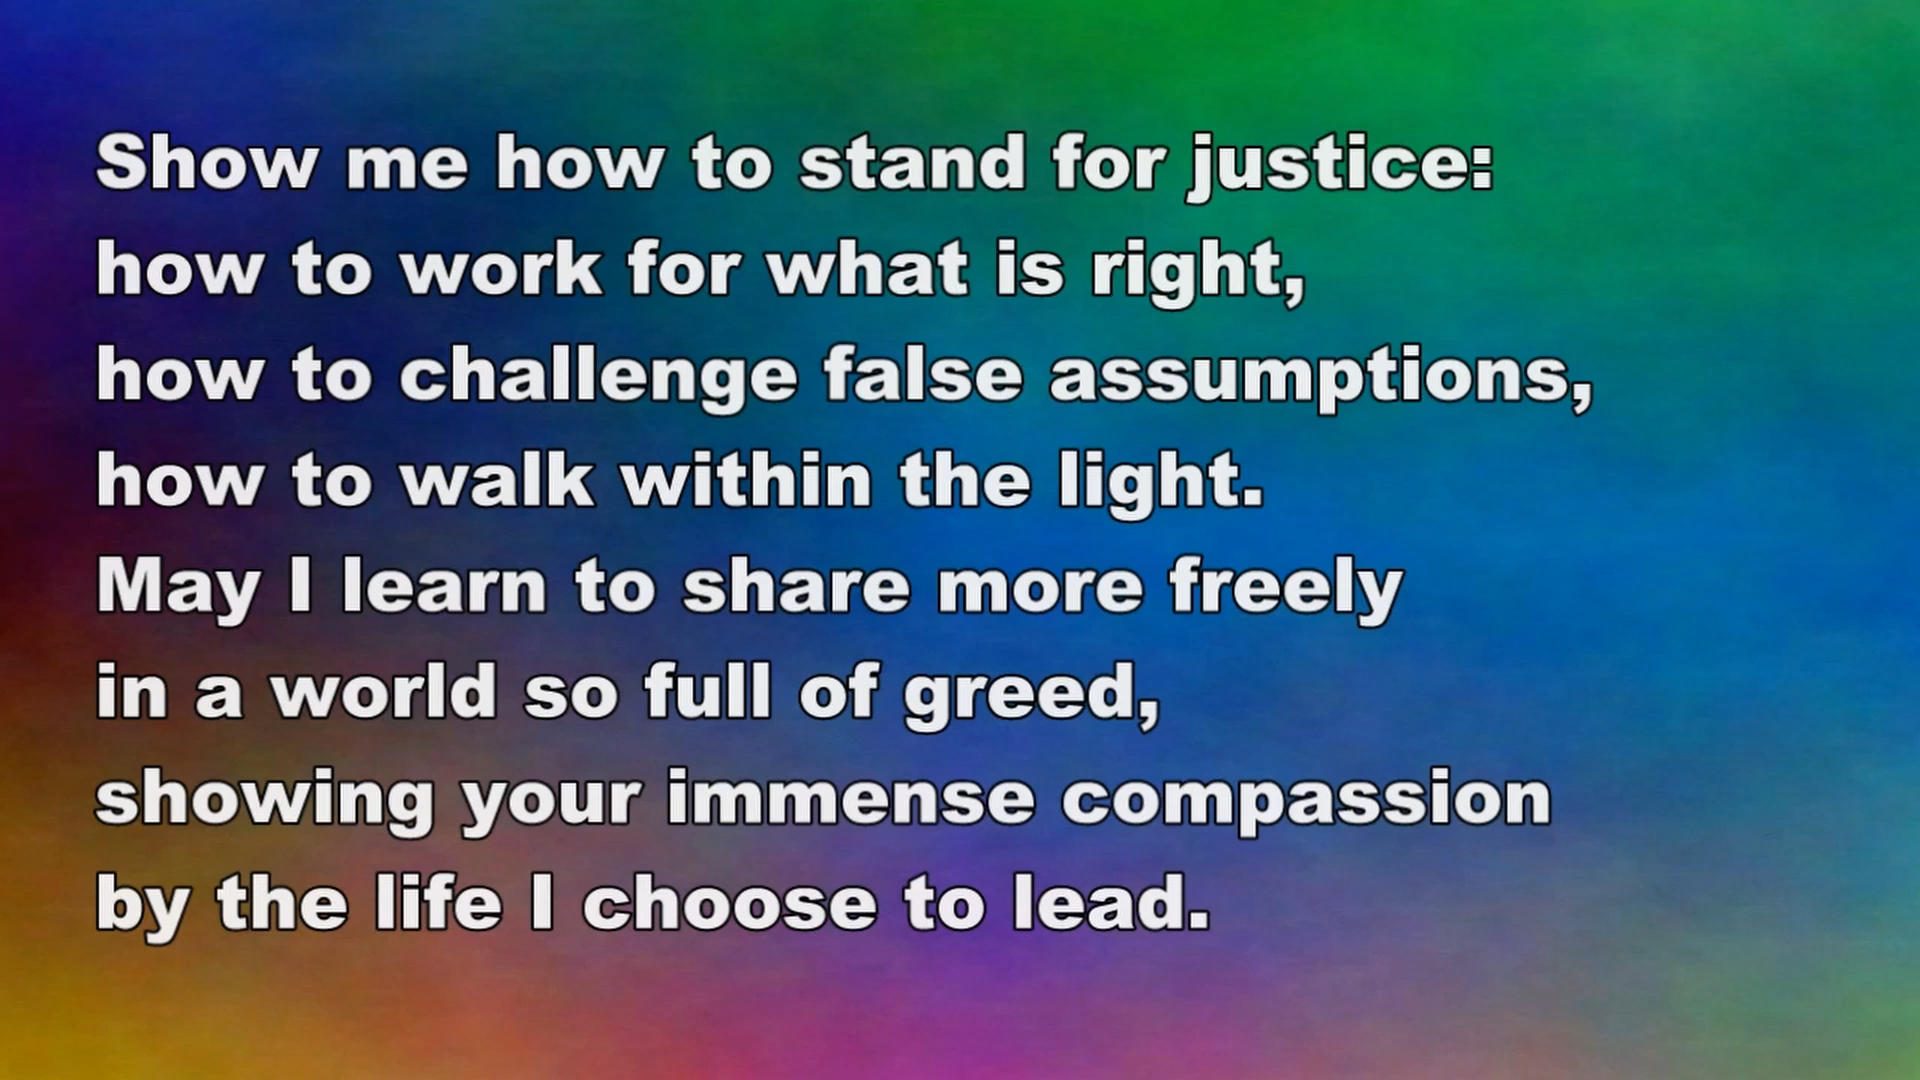 Show me how to stand for justice:
how to work for what is right,
how to challenge false assumptions,
how to walk within the light.
May I learn to share more freely
in a world so full of greed,
showing your immense compassion
by the life I choose to lead.